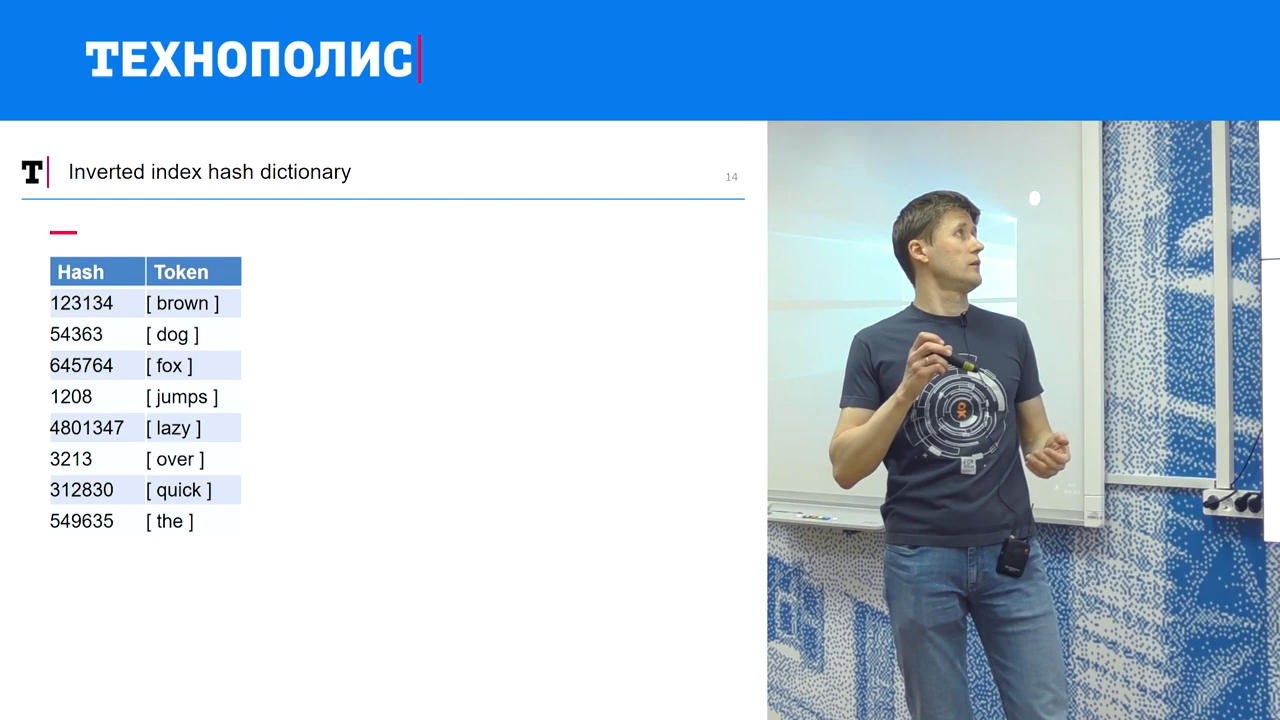 ТЕХНОПОЛИС
T Inverted index hash dictionary
14
Hash Token
123134 [ brown ]
54363 [ dog ]
645764 [ fox ]
1208 [ jumps ]
4801347 [ lazy ]
3213 [ over ]
312830 [ quick ]
549635 [ the ]